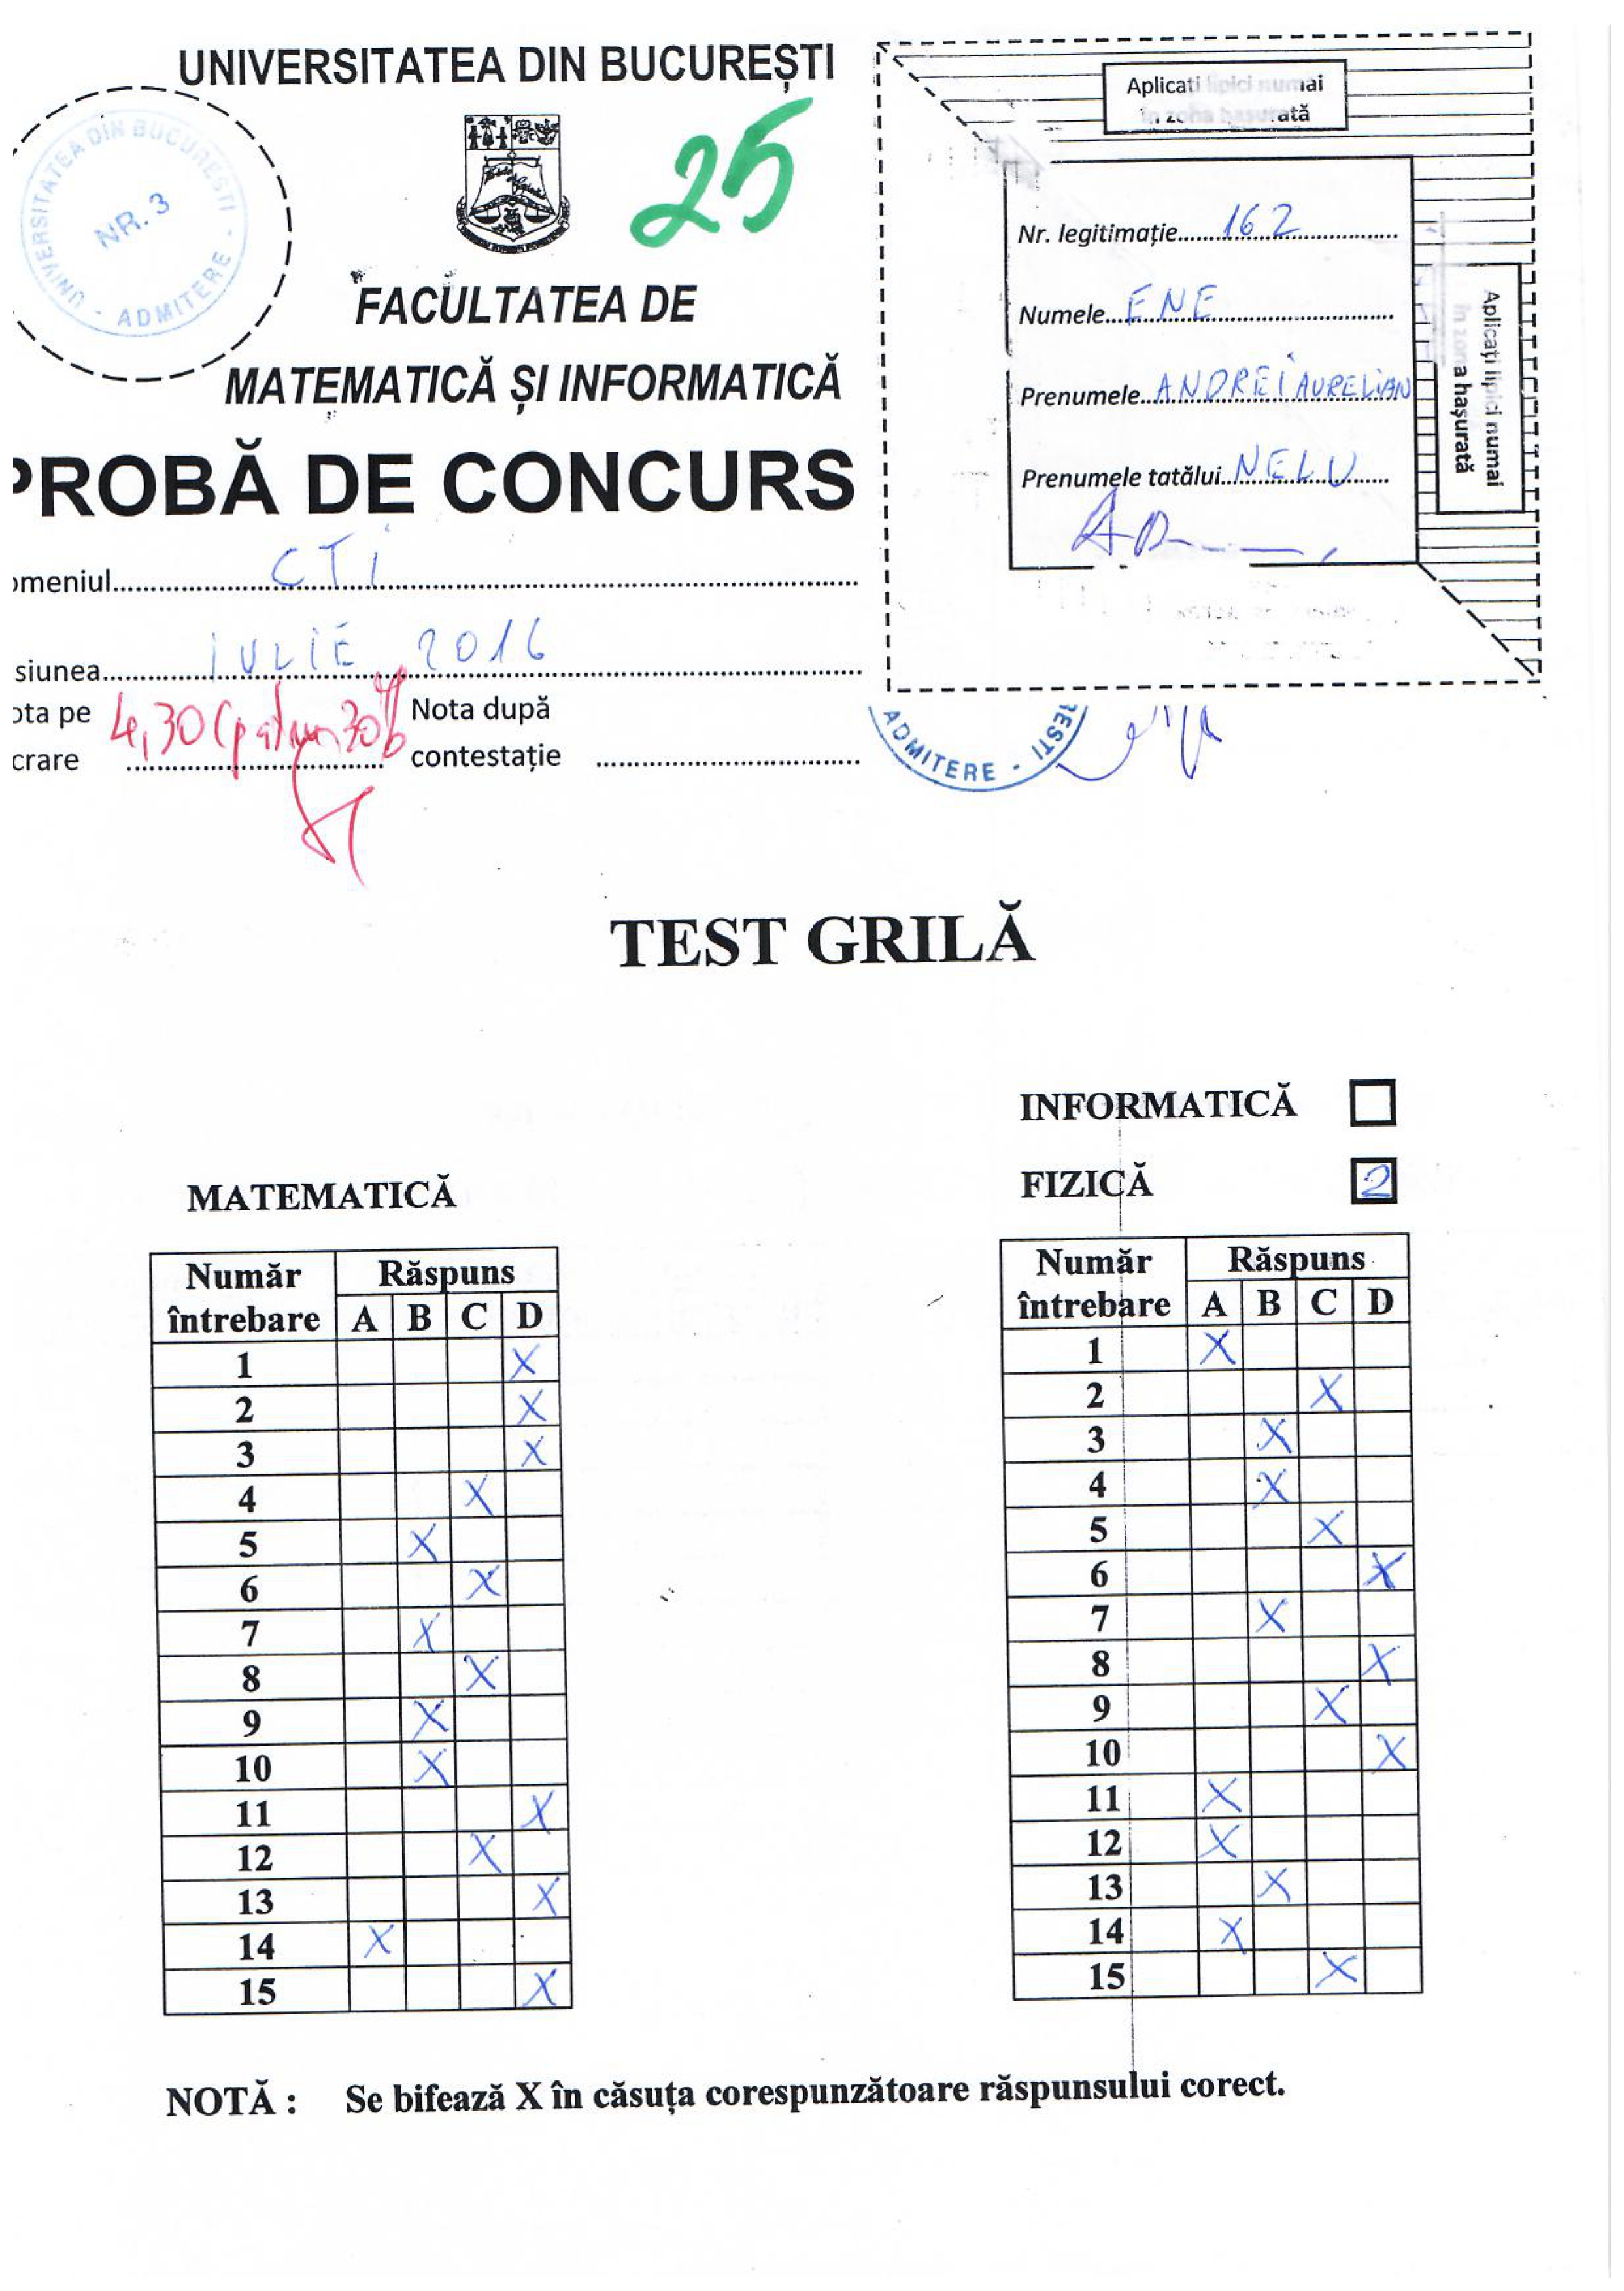 UNIVERSITATEA DIN BUCUREȘTI
UNIVERSITATEA DIN BUCUREȘTI - ADMITERE -
NR. 3
25
FACULTATEA DE
MATEMATICĂ ȘI INFORMATICĂ
PROBĂ DE CONCURS
omeniul CTI
siunea IULIE 2016
ota pe
crare 4,30 (patru 30%
Nota după
contestație
Aplicați lipici numai
în zona hașurată
Nr. legitimație 162
Numele ENE
Prenumele ANDREI AURELIAN
Prenumele tatălui NELU
Aplicați lipici numai
în zona hașurată
ADMITERE - REȘTI
TEST GRILĂ
INFORMATICĂ
FIZICĂ 2
MATEMATICĂ
Număr întrebare Răspuns
A B C D
1 X
2 X
3 X
4 X
5 X
6 X
7 X
8 X
9 X
10 X
11 X
12 X
13 X
14 X
15 X
Număr întrebare Răspuns
A B C D
1 X
2 X
3 X
4 X
5 X
6 X
7 X
8 X
9 X
10 X
11 X
12 X
13 X
14 X
15 X
NOTĂ : Se bifează X în căsuța corespunzătoare răspunsului corect.